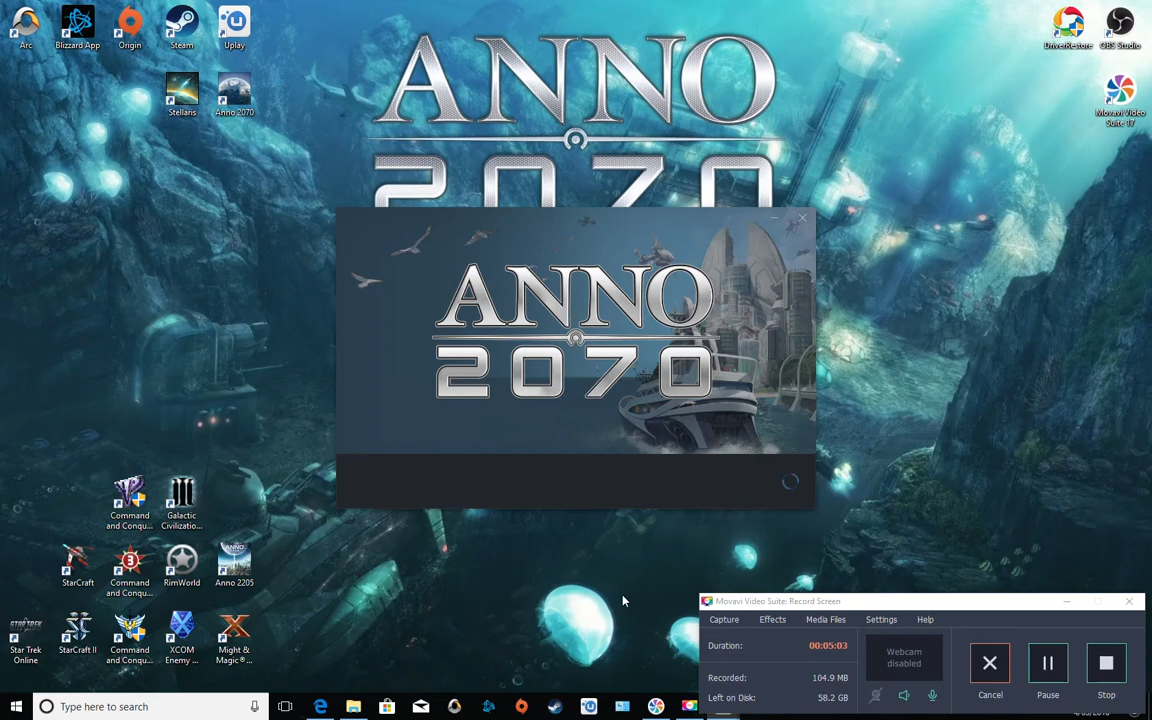 Arc
Blizzard App
Origin
Steam
Uplay
DriverRestore
OBS Studio
Stellaris
Anno 2070
Movavi Video
Suite 17
ANNO
2070
ANNO
2070
Command
and Conqu...
Galactic
Civilizatio...
StarCraft
Command
and Conqu...
RimWorld
ANNO
Anno 2205
STAR TREK
Star Trek
Online
StarCraft II
Command
and Conqu...
XCOM
Enemy ...
Might &
Magic® ...
Movavi Video Suite: Record Screen
Capture
Effects
Media Files
Settings
Help
Duration:
00:05:03
Recorded:
104.9 MB
Left on Disk:
58.2 GB
Webcam
disabled
Cancel
Pause
Stop
Type here to search